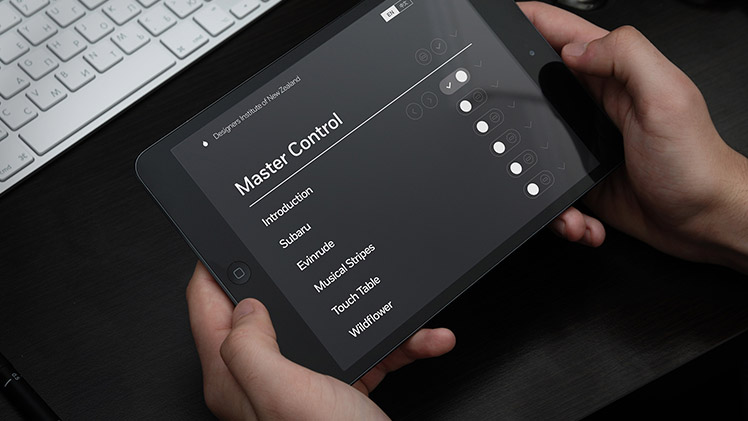 EN
Designers Institute of New Zealand
Master Control
Introduction
Subaru
Evinrude
Musical Stripes
Touch Table
Wildflower